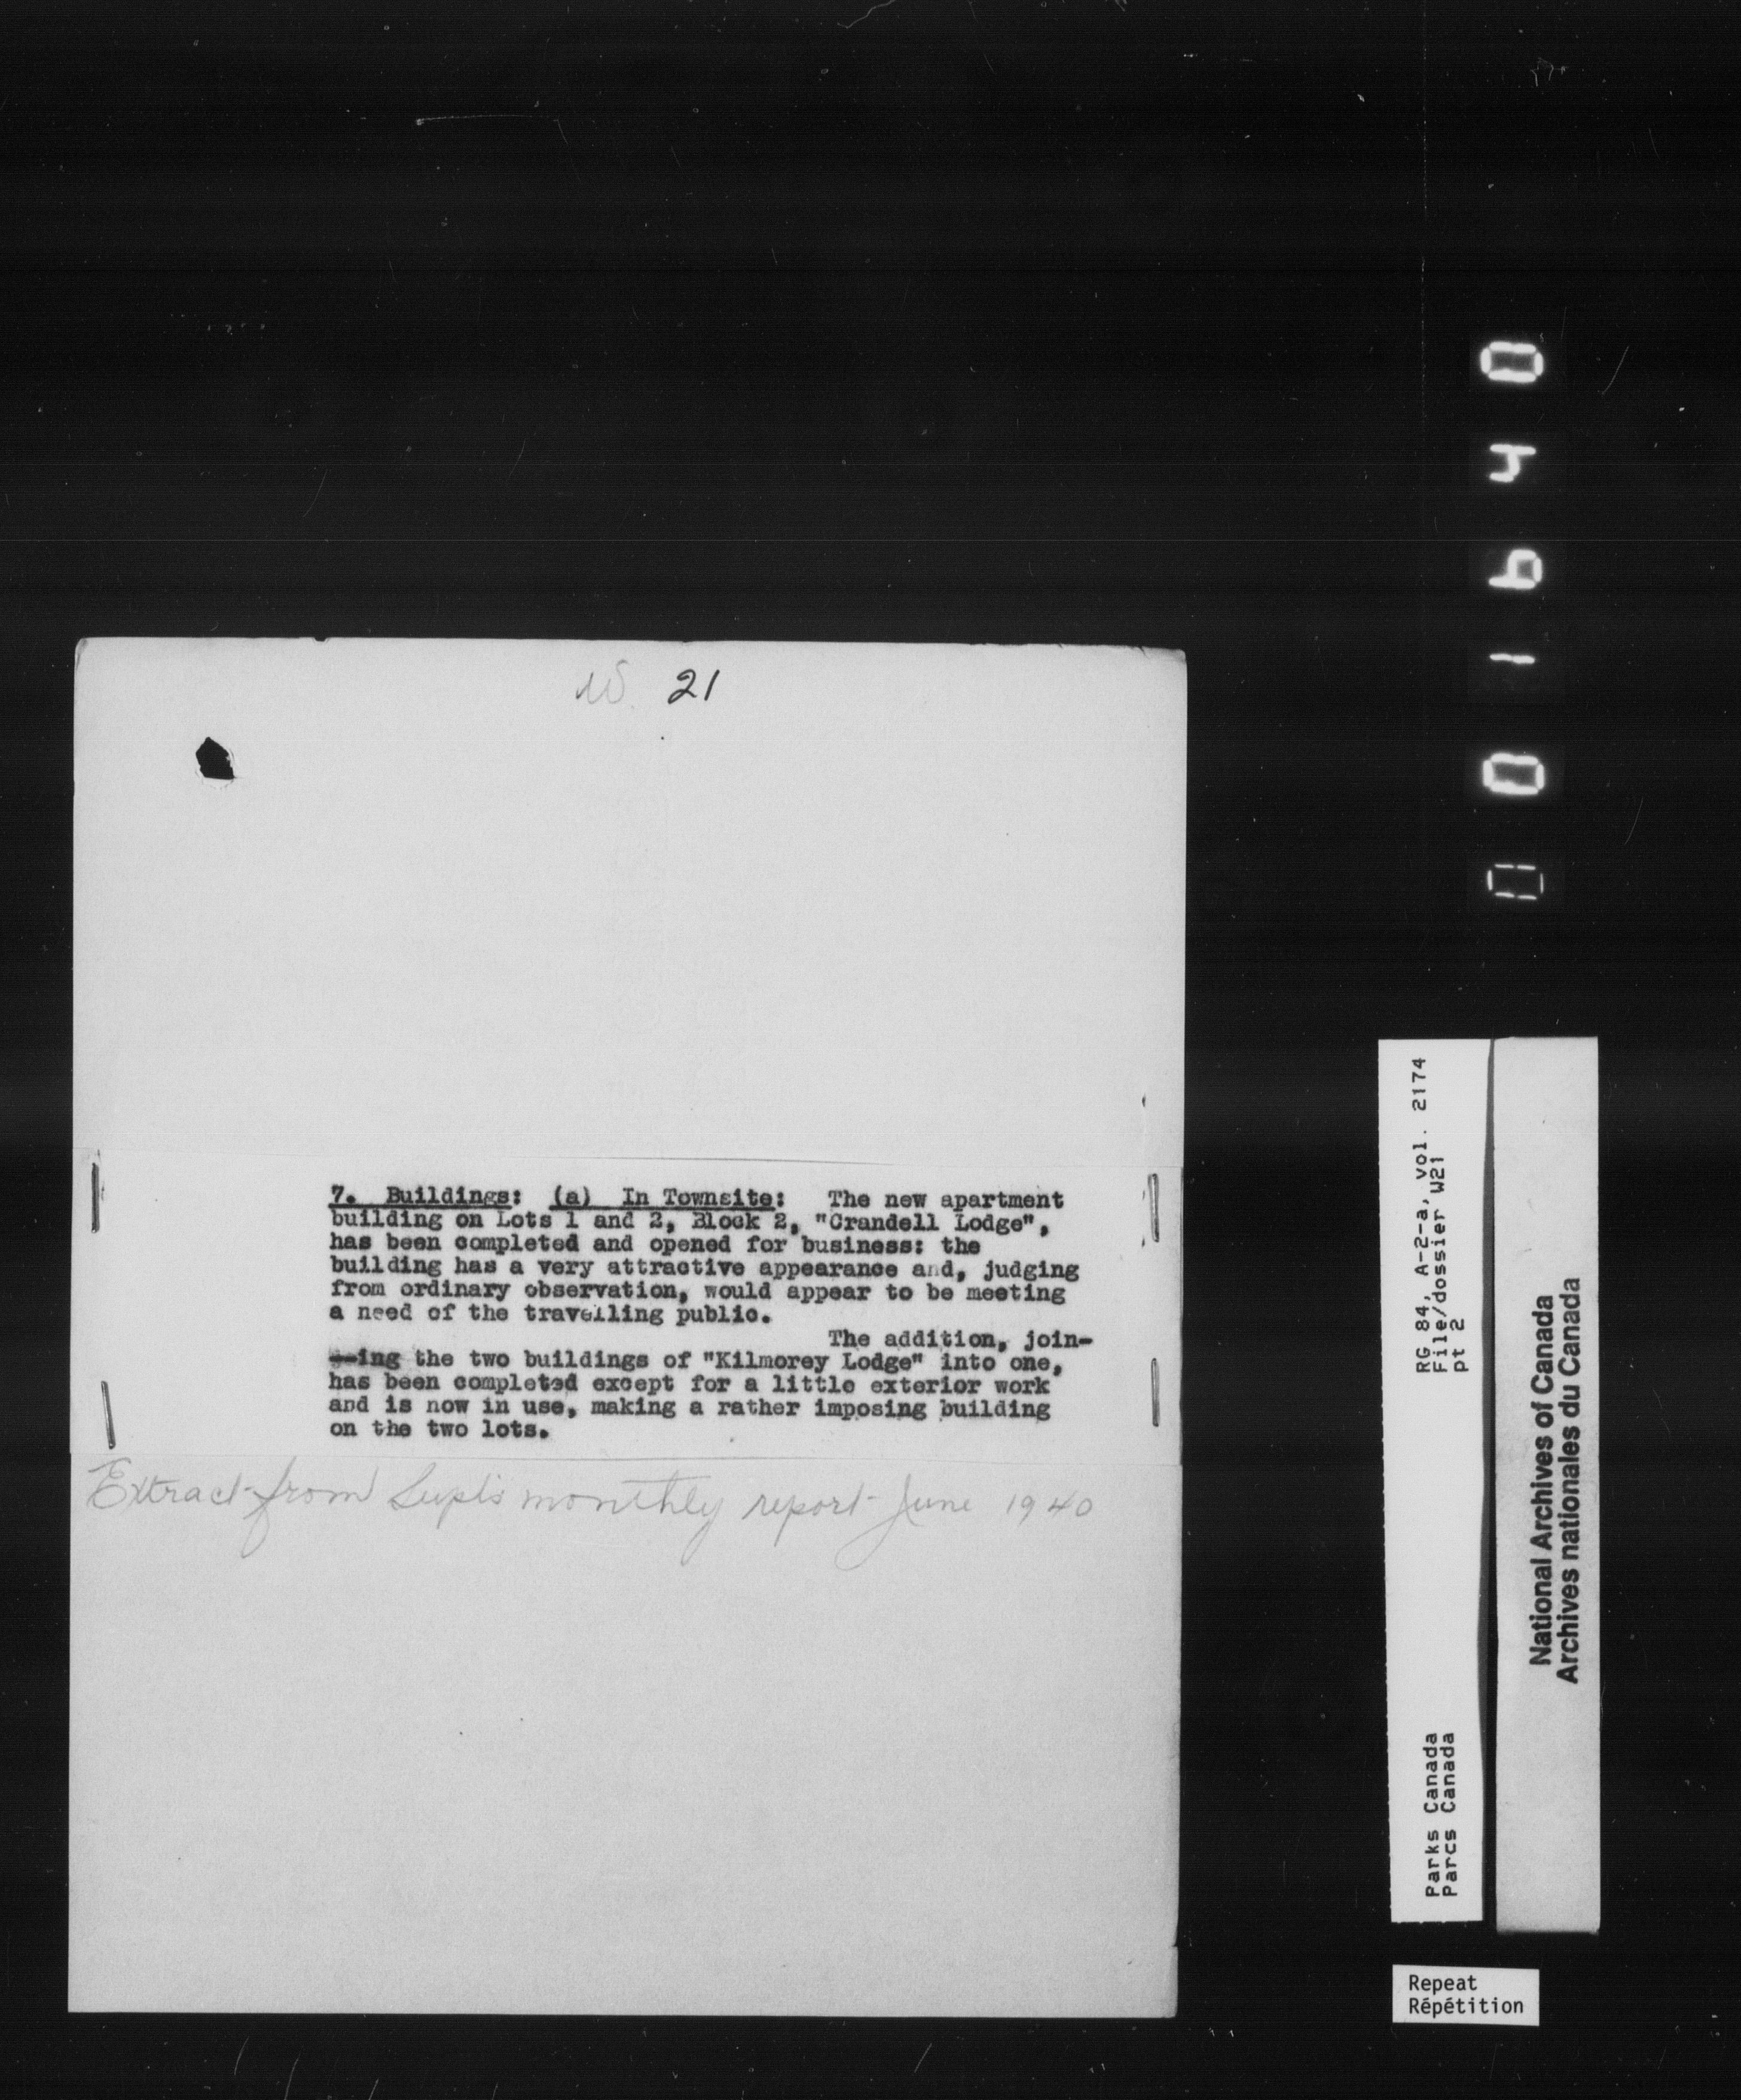 W. 21
7. Buildings: (a) In Townsite: The new apartment
building on Lots 1 and 2, Block 2, "Crandell Lodge",
has been completed and opened for business: the
building has a very attractive appearance and, judging
from ordinary observation, would appear to be meeting
a need of the travelling public.
The addition, join-
--ing the two buildings of "Kilmorey Lodge" into one,
has been completed except for a little exterior work
and is now in use, making a rather imposing building
on the two lots.
Extract from Supt's monthly report June 1940
001640
Parks Canada
Parcs Canada
RG 84, A-2-a, vol. 2174
File/dossier W21
pt 2
National Archives of Canada
Archives nationales du Canada
Repeat
Répétition